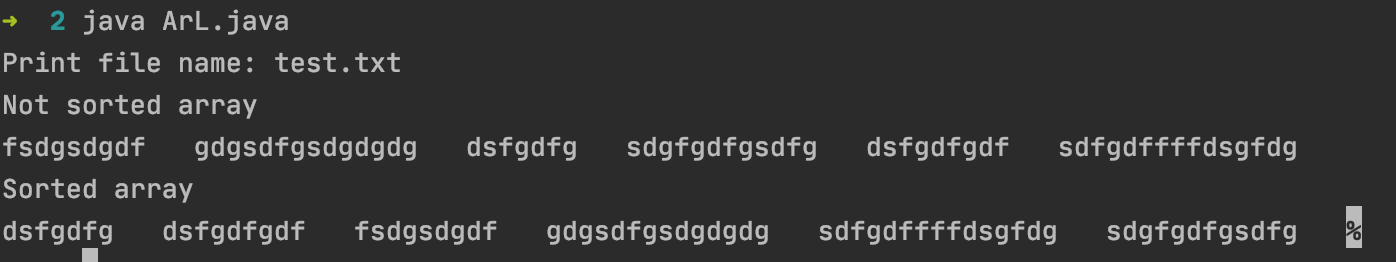 ➜ 2 java ArL.java
Print file name: test.txt
Not sorted array
fsdgsdgdf gdgsdfgsdgdgdg dsfgdfg sdgfgdfgsdfg dsfgdfgdf sdfgdffffdsgfdg
Sorted array
dsfgdfg dsfgdfgdf fsdgsdgdf gdgsdfgsdgdgdg sdfgdffffdsgfdg sdgfgdfgsdfg %